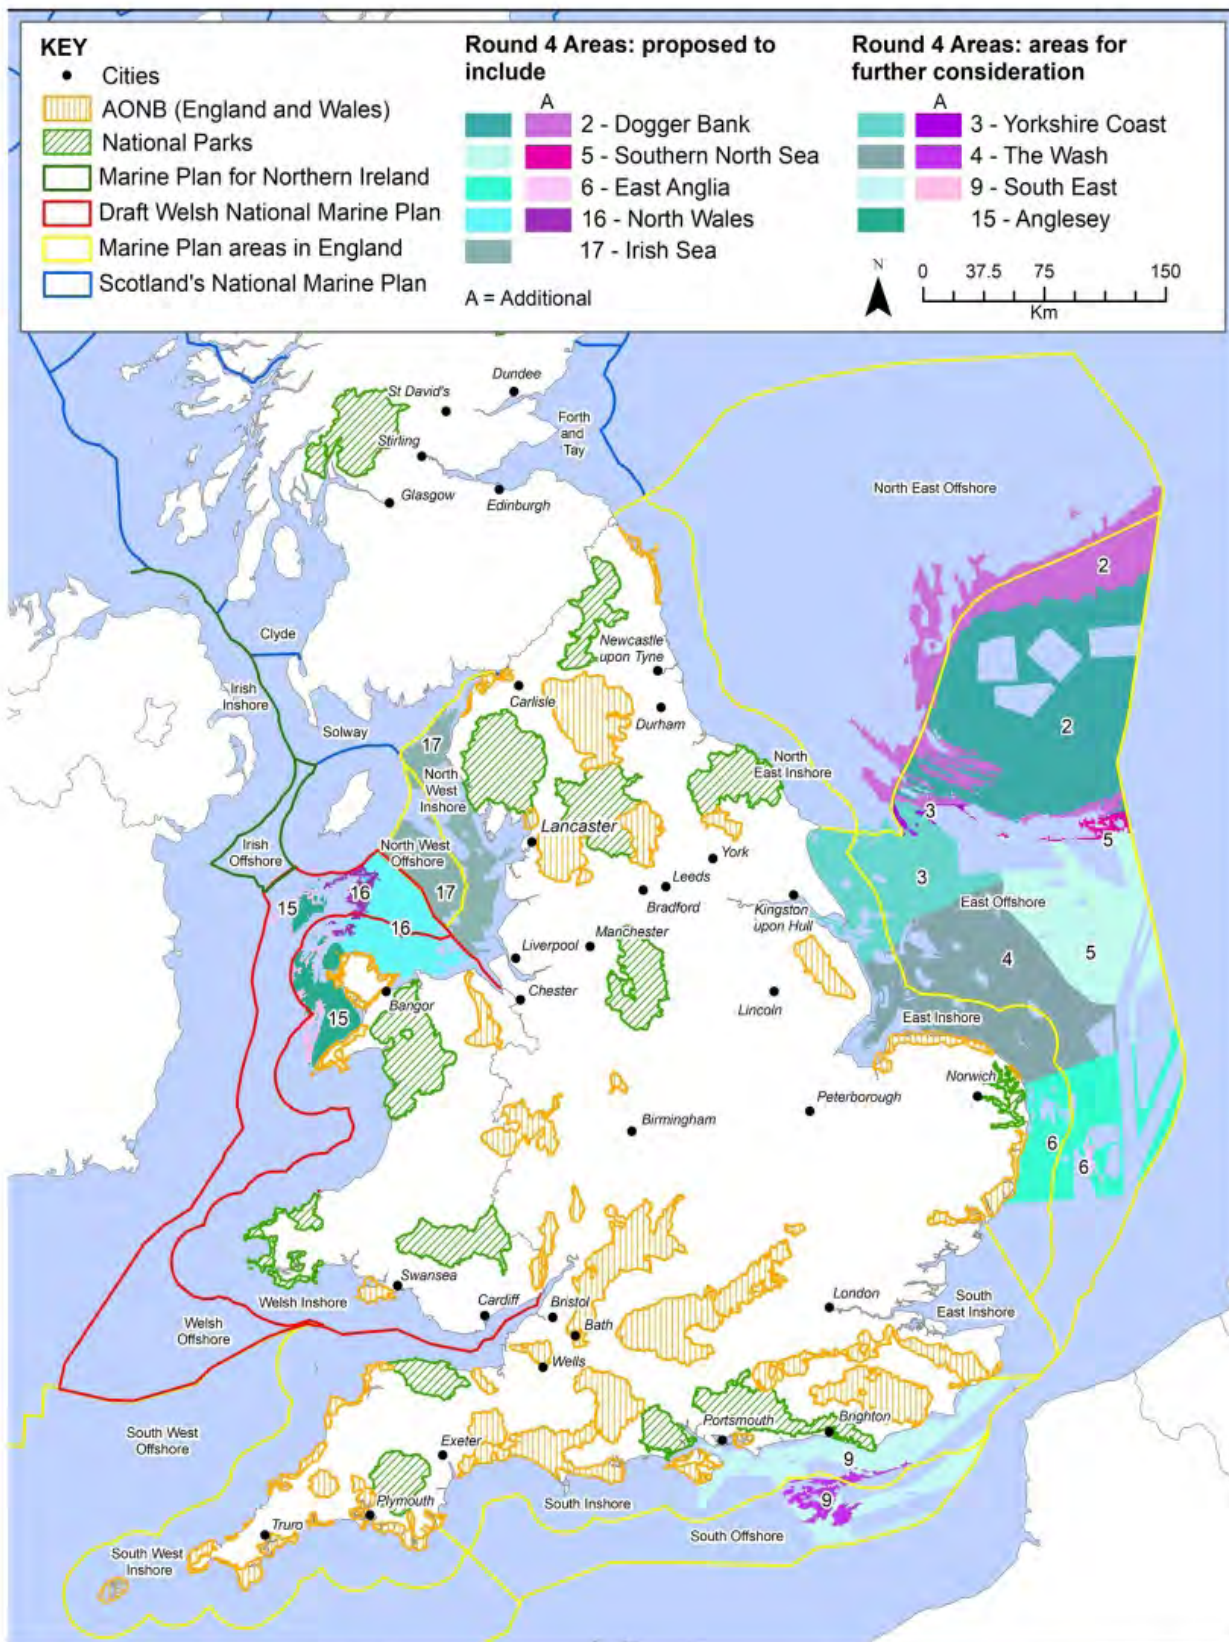 KEY
Cities
AONB (England and Wales)
National Parks
Marine Plan for Northern Ireland
Draft Welsh National Marine Plan
Marine Plan areas in England
Scotland's National Marine Plan
Round 4 Areas: proposed to
include
A
2 - Dogger Bank
5 - Southern North Sea
6 - East Anglia
16 - North Wales
17 - Irish Sea
A = Additional
Round 4 Areas: areas for
further consideration
A
3 - Yorkshire Coast
4 - The Wash
9 - South East
15 - Anglesey
N
0 37.5 75 150
Km
Dundee
St David's
Forth
and
Tay
Stirling
Glasgow
Edinburgh
North East Offshore
2
Clyde
Newcastle
upon Tyne
Irish
Inshore
Carlisle
Durham
Solway
2
17
North
West
Inshore
North
East Inshore
3
Lancaster
5
Irish
Offshore
North West
Offshore
York
Leeds
Bradford
3
16
17
15
East Offshore
Kingston
upon Hull
16
Manchester
Liverpool
4
5
Chester
Bangor
Lincoln
15
East Inshore
Norwich
Peterborough
Birmingham
6
6
Swansea
Welsh Inshore
Cardiff
Bristol
London
South
East Inshore
Welsh
Offshore
Bath
Wells
South West
Offshore
Portsmouth
Brighton
Exeter
9
9
Plymouth
South Inshore
Truro
South Offshore
South West
Inshore